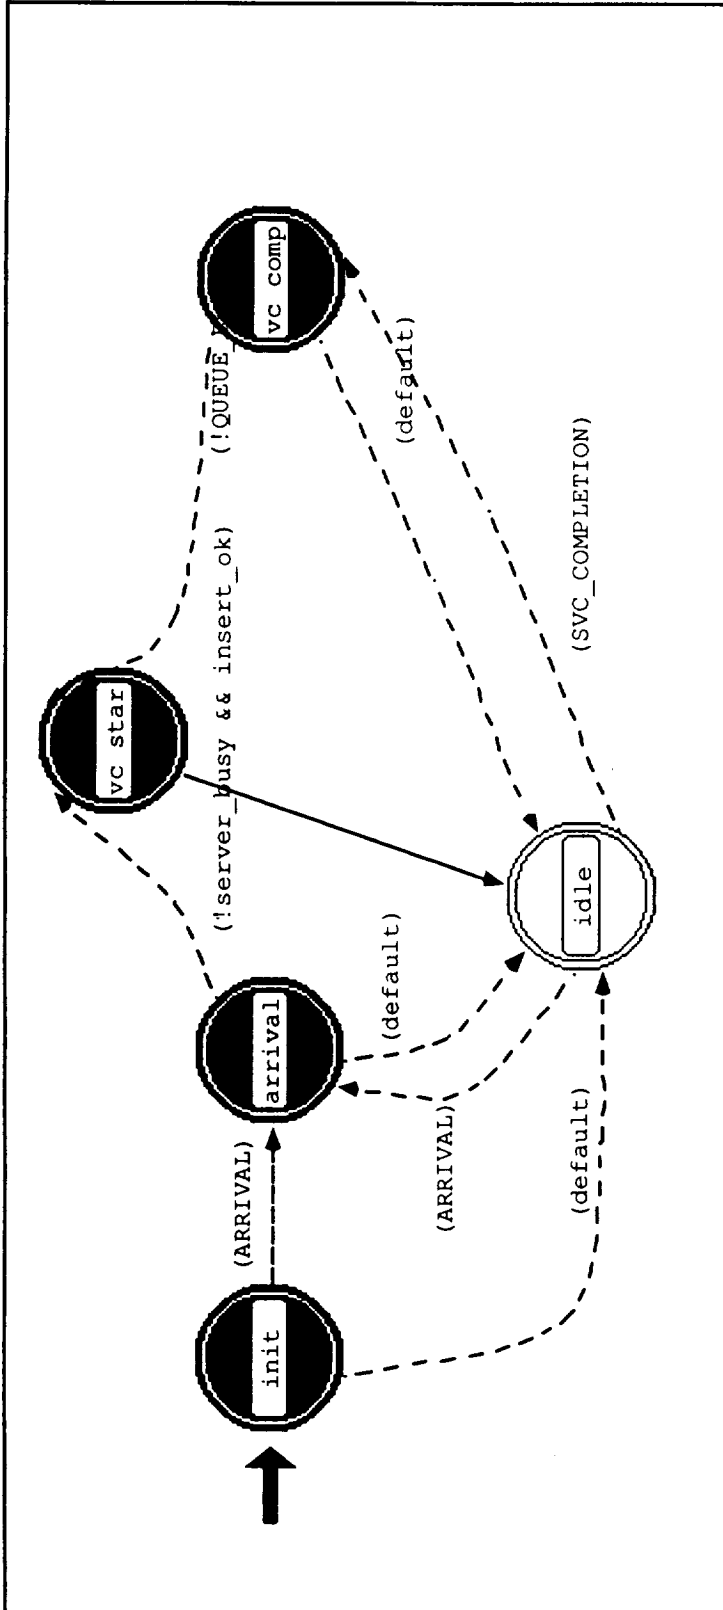 vc star
(!server_busy && insert_ok)
(!QUEUE_
init
(ARRIVAL)
arrival
vc comp
(default)
(default)
(ARRIVAL)
idle
(default)
(SVC_COMPLETION)